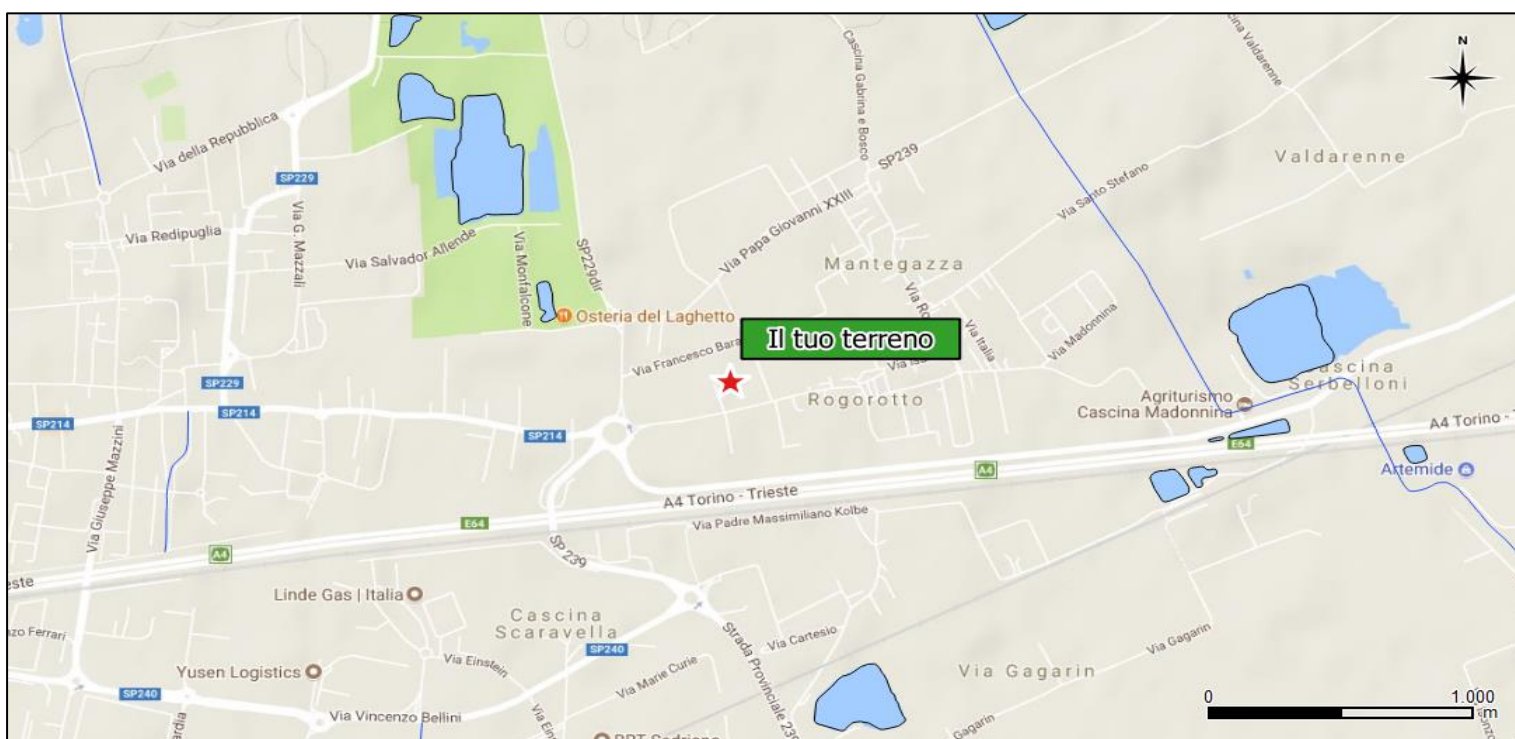 N
Cascina Valdarenne
Cascina Gabrina e Bosco
Via della Repubblica
SP239
Valdarenne
SP229
Via Santo Stefano
Via G. Mazzali
Via Papa Giovanni XXIII
Via Redipuglia
Via Salvador Allende
Via Monfalcone
SP229dir
Mantegazza
Osteria del Laghetto
Il tuo terreno
Via Italia
Via Madonnina
Via Francesco
Serbelloni
SP229
Rogorotto
Agriturismo
Cascina Madonnina
SP214
SP214
SP214
A4 Torino -
E64
Via Giuseppe Mazzini
A4
Artemide
A4 Torino - Trieste
E64
Via Padre Massimiliano Kolbe
A4
SP 239
Linde Gas | Italia
Cascina
Scaravella
Via Cartesio
Via Gagarin
SP240
Via Einstein
Yusen Logistics
Via Marie Curie
Strada Provinciale 239
Via Gagarin
SP240
0
1.000
m
Via Vincenzo Bellini
Gagarin